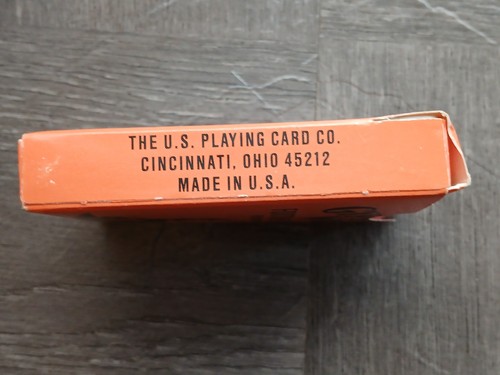 THE U.S. PLAYING CARD CO.
CINCINNATI, OHIO 45212
MADE IN U.S.A.